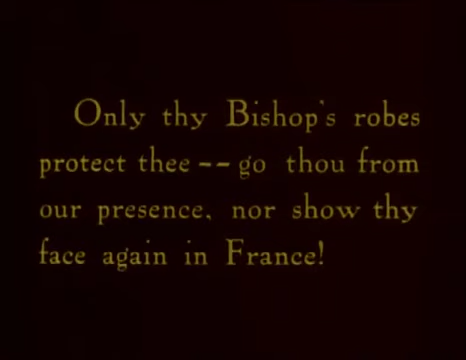 Only thy Bishop's robes
protect thee -- go thou from
our presence, nor show thy
face again in France!